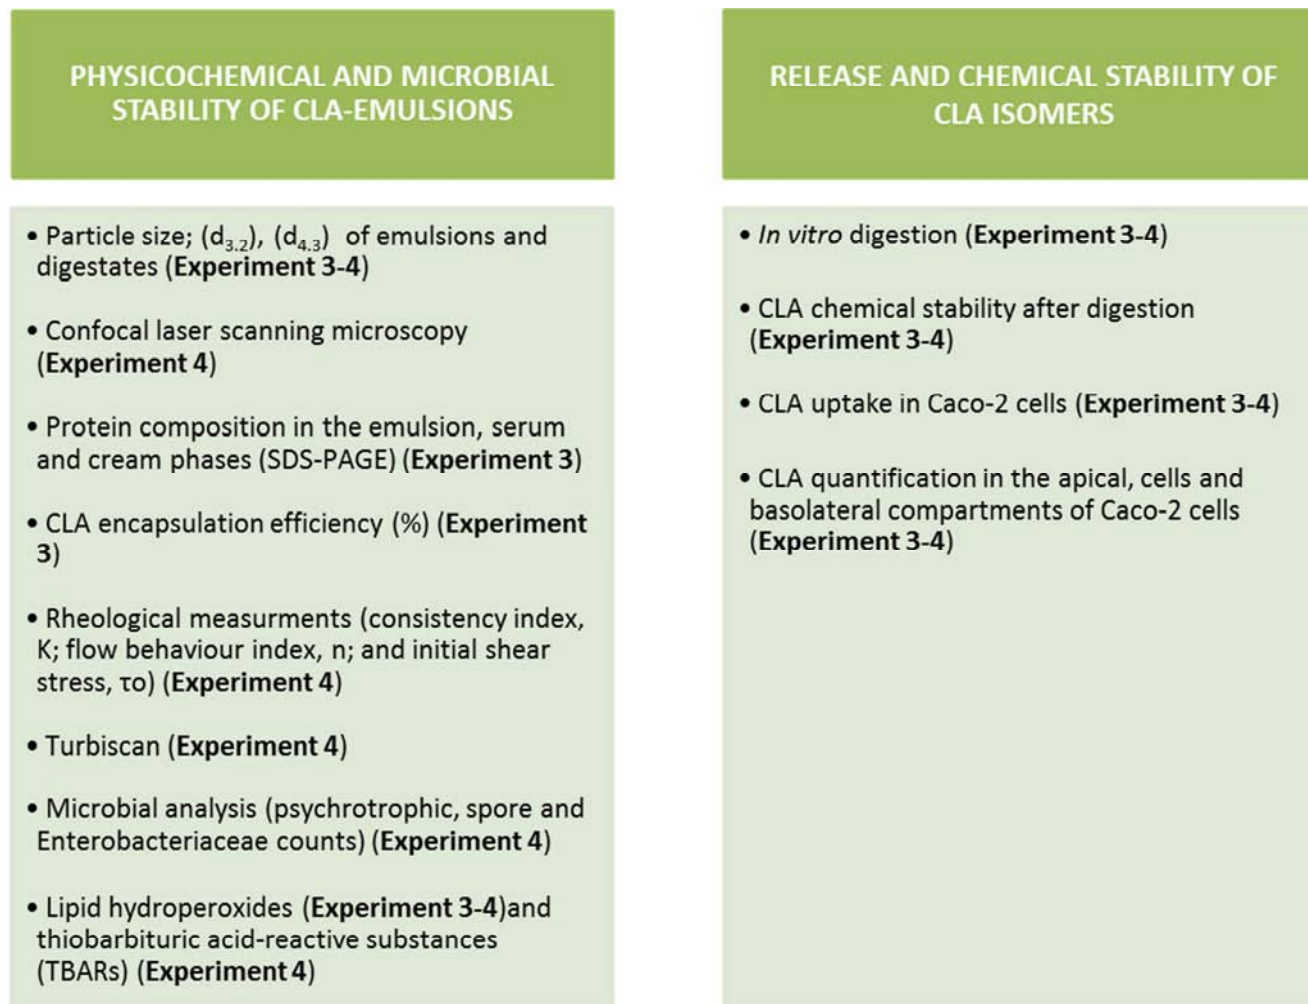 PHYSICOCHEMICAL AND MICROBIAL
STABILITY OF CLA-EMULSIONS
• Particle size; (d3.2), (d4.3) of emulsions and
digestates (Experiment 3-4)
• Confocal laser scanning microscopy
(Experiment 4)
• Protein composition in the emulsion, serum
and cream phases (SDS-PAGE) (Experiment 3)
• CLA encapsulation efficiency (%) (Experiment
3)
• Rheological measurments (consistency index,
K; flow behaviour index, n; and initial shear
stress, τo) (Experiment 4)
• Turbiscan (Experiment 4)
• Microbial analysis (psychrotrophic, spore and
Enterobacteriaceae counts) (Experiment 4)
• Lipid hydroperoxides (Experiment 3-4)and
thiobarbituric acid-reactive substances
(TBARs) (Experiment 4)
RELEASE AND CHEMICAL STABILITY OF
CLA ISOMERS
• In vitro digestion (Experiment 3-4)
• CLA chemical stability after digestion
(Experiment 3-4)
• CLA uptake in Caco-2 cells (Experiment 3-4)
• CLA quantification in the apical, cells and
basolateral compartments of Caco-2 cells
(Experiment 3-4)